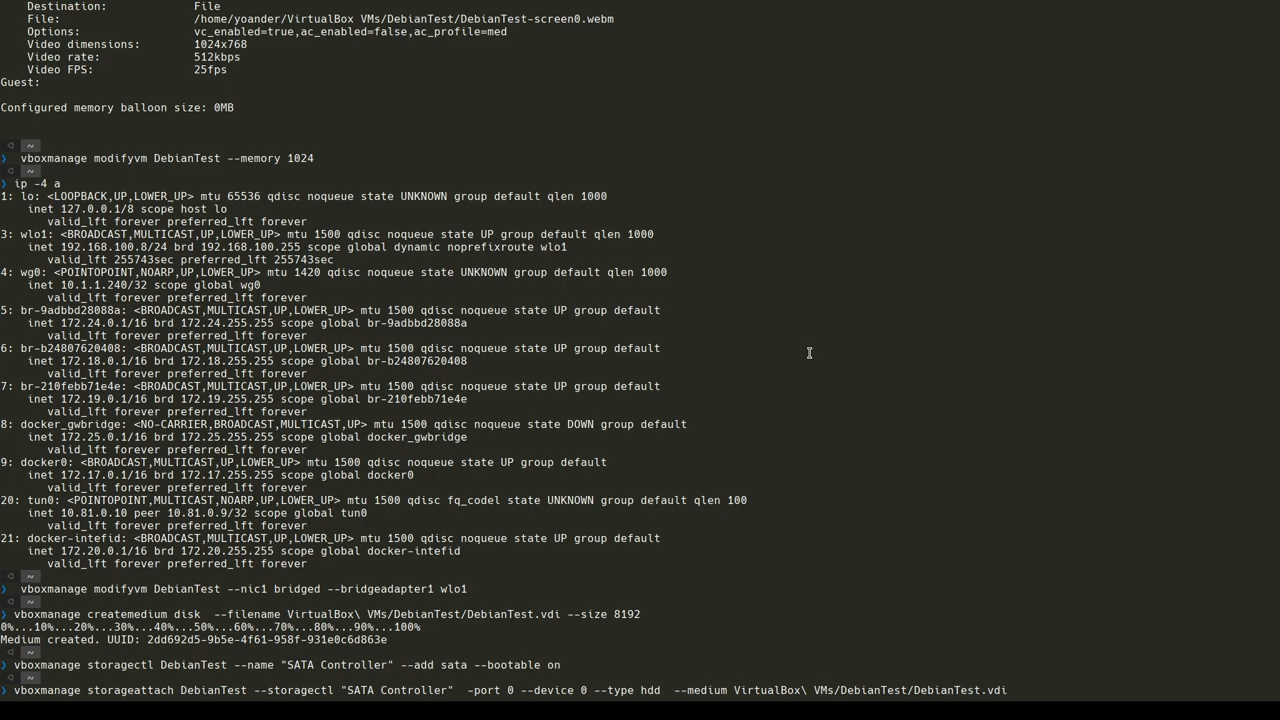 Destination:            File
    File:                   /home/yoander/VirtualBox VMs/DebianTest/DebianTest-screen0.webm
    Options:                vc_enabled=true,ac_enabled=false,ac_profile=med
    Video dimensions:       1024x768
    Video rate:             512kbps
    Video FPS:              25fps
Guest:
Configured memory balloon size: 0MB
~
❯  vboxmanage modifyvm DebianTest --memory 1024
~
❯ ip -4 a
1: lo: <LOOPBACK,UP,LOWER_UP> mtu 65536 qdisc noqueue state UNKNOWN group default qlen 1000
    inet 127.0.0.1/8 scope host lo
       valid_lft forever preferred_lft forever
3: wlo1: <BROADCAST,MULTICAST,UP,LOWER_UP> mtu 1500 qdisc noqueue state UP group default qlen 1000
    inet 192.168.100.8/24 brd 192.168.100.255 scope global dynamic noprefixroute wlo1
       valid_lft 255743sec preferred_lft 255743sec
4: wg0: <POINTOPOINT,NOARP,UP,LOWER_UP> mtu 1420 qdisc noqueue state UNKNOWN group default qlen 1000
    inet 10.1.1.240/32 scope global wg0
       valid_lft forever preferred_lft forever
5: br-9adbbd28088a: <BROADCAST,MULTICAST,UP,LOWER_UP> mtu 1500 qdisc noqueue state UP group default
    inet 172.24.0.1/16 brd 172.24.255.255 scope global br-9adbbd28088a
       valid_lft forever preferred_lft forever
6: br-b24807620408: <BROADCAST,MULTICAST,UP,LOWER_UP> mtu 1500 qdisc noqueue state UP group default
    inet 172.18.0.1/16 brd 172.18.255.255 scope global br-b24807620408
       valid_lft forever preferred_lft forever
7: br-210febb71e4e: <BROADCAST,MULTICAST,UP,LOWER_UP> mtu 1500 qdisc noqueue state UP group default
    inet 172.19.0.1/16 brd 172.19.255.255 scope global br-210febb71e4e
       valid_lft forever preferred_lft forever
8: docker_gwbridge: <NO-CARRIER,BROADCAST,MULTICAST,UP> mtu 1500 qdisc noqueue state DOWN group default
    inet 172.25.0.1/16 brd 172.25.255.255 scope global docker_gwbridge
       valid_lft forever preferred_lft forever
9: docker0: <BROADCAST,MULTICAST,UP,LOWER_UP> mtu 1500 qdisc noqueue state UP group default
    inet 172.17.0.1/16 brd 172.17.255.255 scope global docker0
       valid_lft forever preferred_lft forever
20: tun0: <POINTOPOINT,MULTICAST,NOARP,UP,LOWER_UP> mtu 1500 qdisc fq_codel state UNKNOWN group default qlen 100
    inet 10.81.0.10 peer 10.81.0.9/32 scope global tun0
       valid_lft forever preferred_lft forever
21: docker-intefid: <BROADCAST,MULTICAST,UP,LOWER_UP> mtu 1500 qdisc noqueue state UP group default
    inet 172.20.0.1/16 brd 172.20.255.255 scope global docker-intefid
       valid_lft forever preferred_lft forever
~
❯  vboxmanage modifyvm DebianTest --nic1 bridged --bridgeadapter1 wlo1
~
❯ vboxmanage createmedium disk  --filename VirtualBox\ VMs/DebianTest/DebianTest.vdi --size 8192
0%...10%...20%...30%...40%...50%...60%...70%...80%...90%...100%
Medium created. UUID: 2dd692d5-9b5e-4f61-958f-931e0c6d863e
~
❯ vboxmanage storagectl DebianTest --name "SATA Controller" --add sata --bootable on
~
❯ vboxmanage storageattach DebianTest --storagectl "SATA Controller"  -port 0 --device 0 --type hdd  --medium VirtualBox\ VMs/DebianTest/DebianTest.vdi